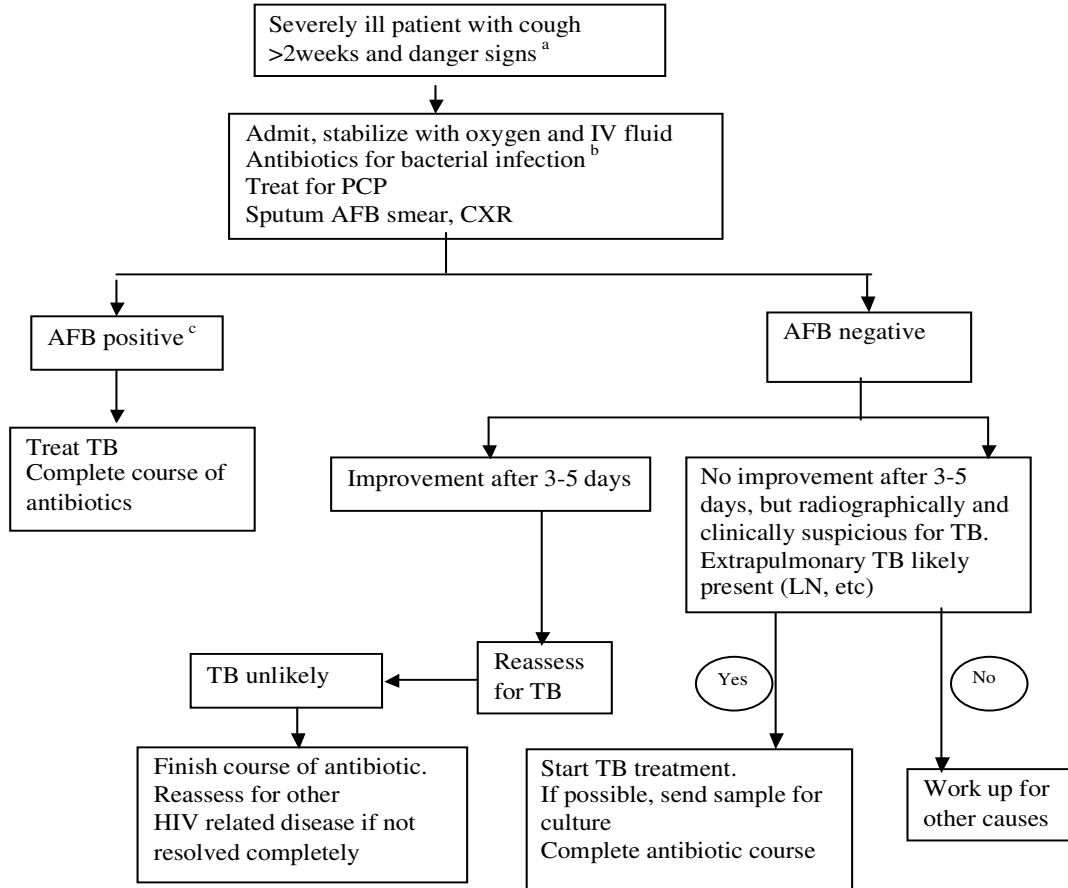 Severely ill patient with cough
>2weeks and danger signs a
Admit, stabilize with oxygen and IV fluid
Antibiotics for bacterial infection b
Treat for PCP
Sputum AFB smear, CXR
AFB positive c
AFB negative
Treat TB
Complete course of
antibiotics
Improvement after 3-5 days
No improvement after 3-5
days, but radiographically and
clinically suspicious for TB.
Extrapulmonary TB likely
present (LN, etc)
TB unlikely
Reassess
for TB
Yes
No
Finish course of antibiotic.
Reassess for other
HIV related disease if not
resolved completely
Start TB treatment.
If possible, send sample for
culture
Complete antibiotic course
Work up for
other causes